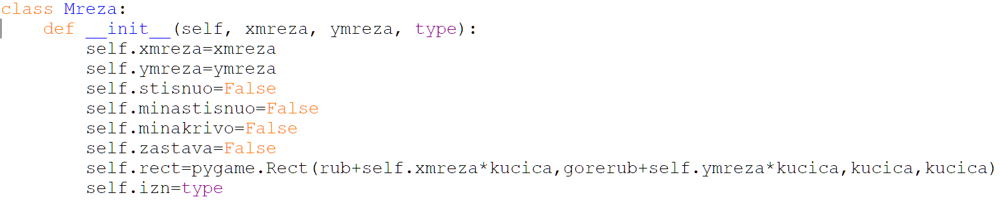 class Mreza:
    def __init__(self, xmreza, ymreza, type):
        self.xmreza=xmreza
        self.ymreza=ymreza
        self.stisnuo=False
        self.minastisnuo=False
        self.minakrivo=False
        self.zastava=False
        self.rect=pygame.Rect(rub+self.xmreza*kucica,gorerub+self.ymreza*kucica,kucica,kucica)
        self.izn=type